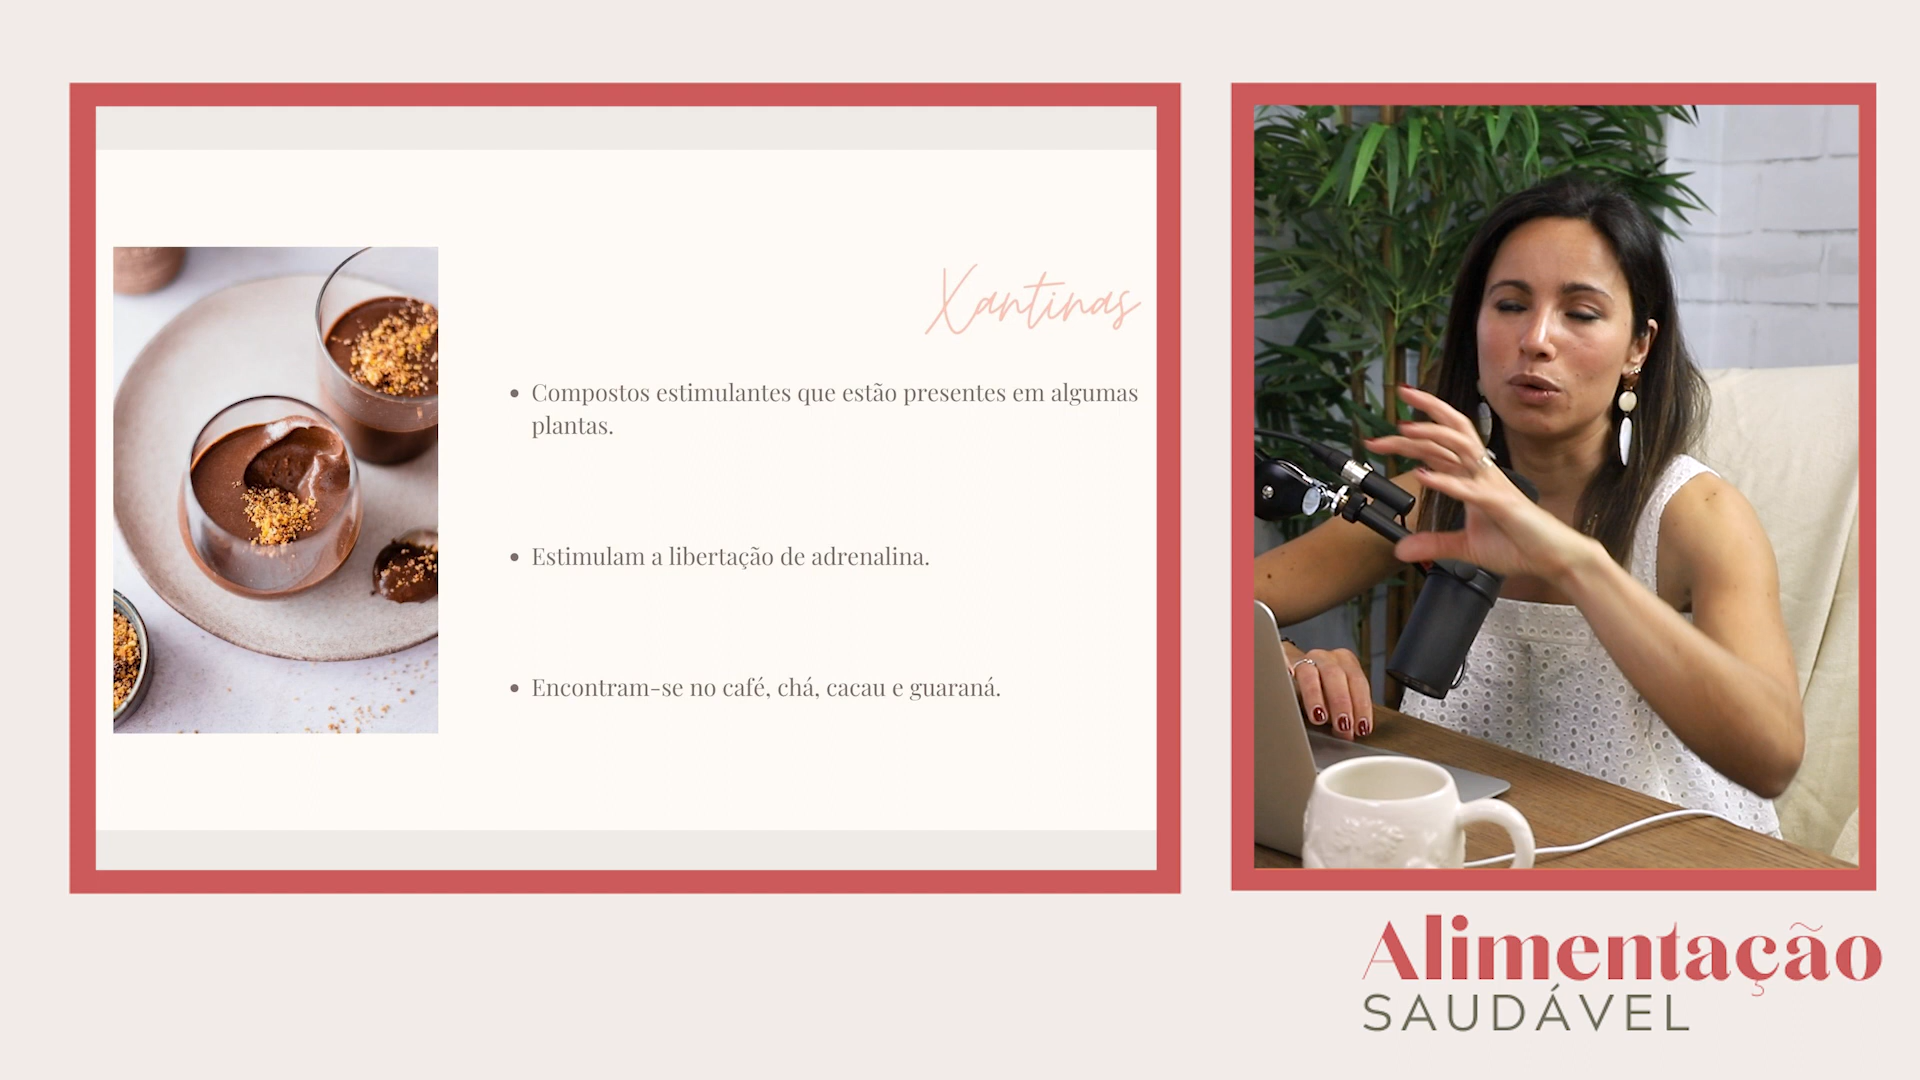 Xantinas
Compostos estimulantes que estão presentes em algumas
plantas.
Estimulam a libertação de adrenalina.
Encontram-se no café, chá, cacau e guaraná.
Alimentação
SAUDÁVEL